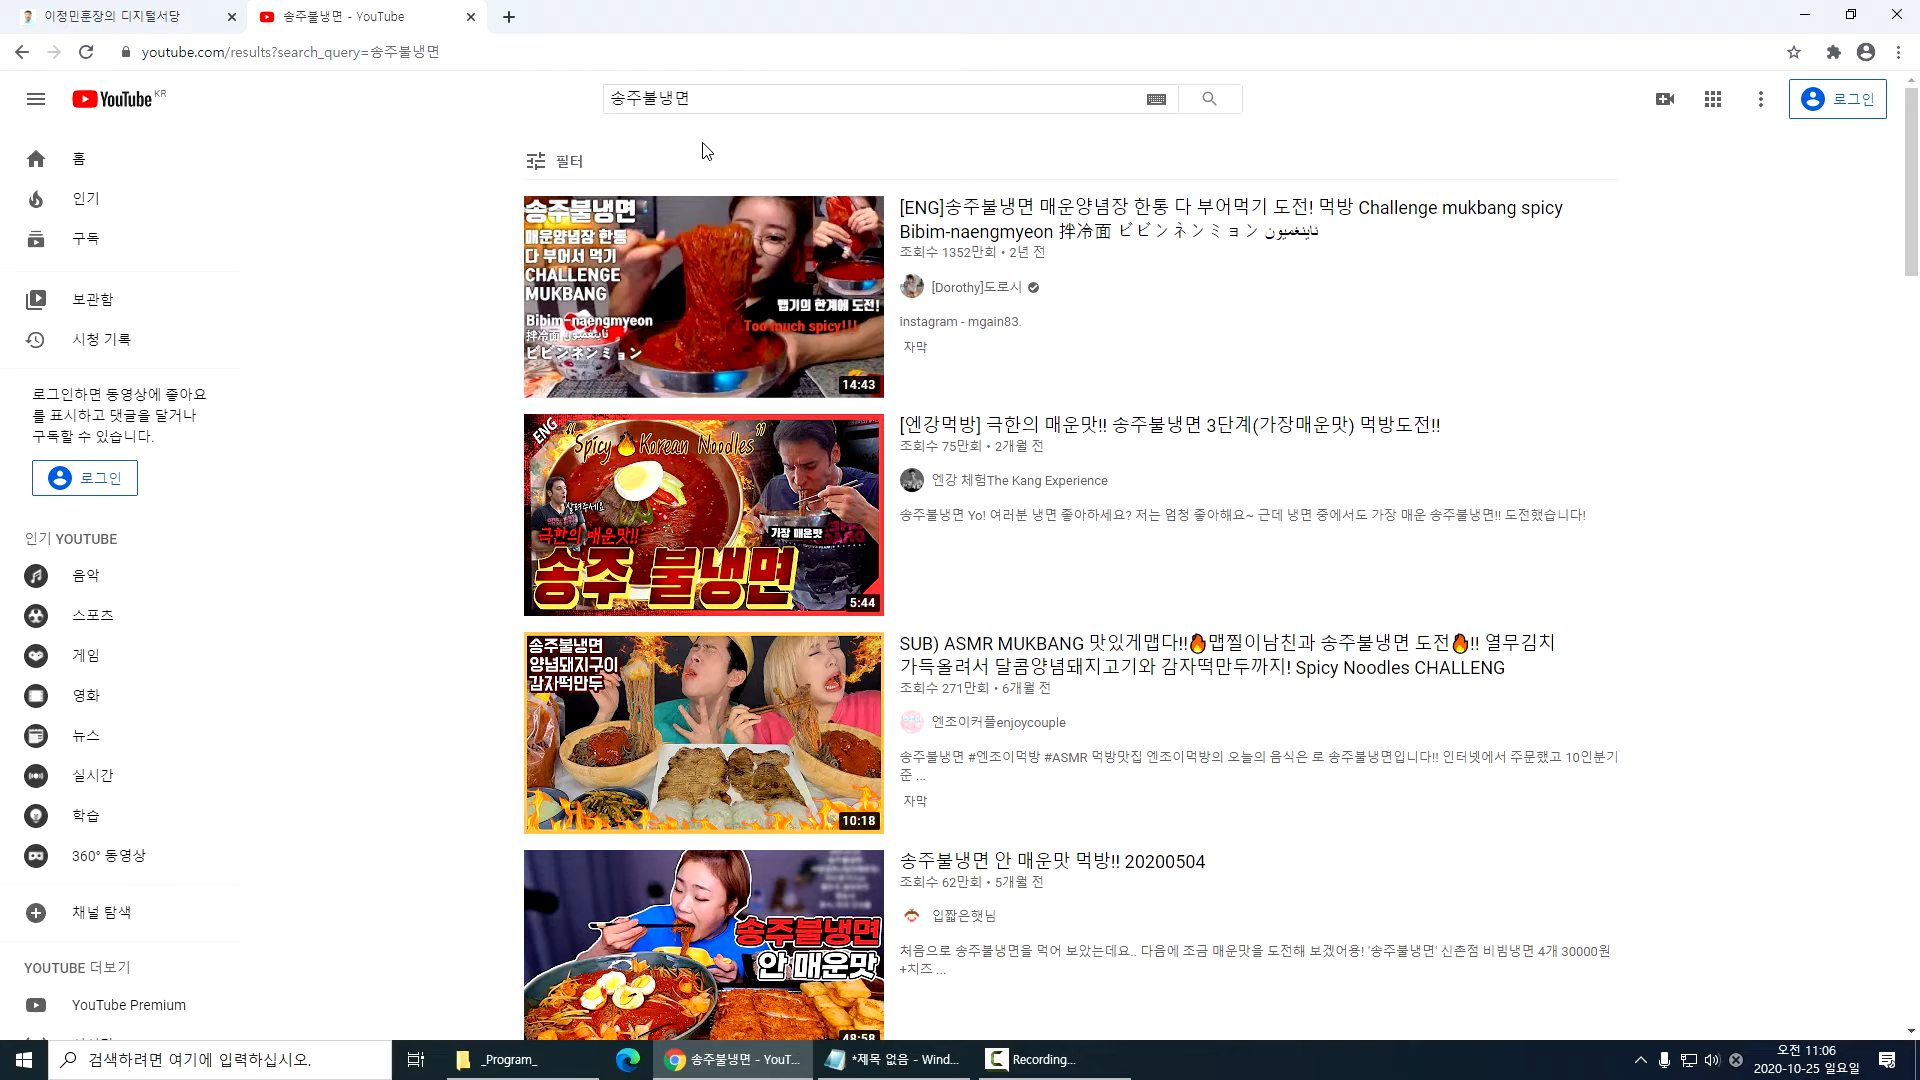 이정민훈장의 디지털서당
송주불냉면 - YouTube
youtube.com/results?search_query=송주불냉면
YouTube KR
송주불냉면
로그인
홈
인기
구독
보관함
시청 기록
로그인하면 동영상에 좋아요
를 표시하고 댓글을 달거나
구독할 수 있습니다.
로그인
인기 YOUTUBE
음악
스포츠
게임
영화
뉴스
실시간
학습
360° 동영상
채널 탐색
YOUTUBE 더보기
YouTube Premium
필터
송주불냉면
매운양념장 한통
다 부어서 먹기
CHALLENGE
MUKBANG
Bibim-naengmyeon
拌冷面 ناينغميون
ビビンネンミョン
맵기의 한계에 도전!
Too much spicy!!!
14:43
[ENG]송주불냉면 매운양념장 한통 다 부어먹기 도전! 먹방 Challenge mukbang spicy
Bibim-naengmyeon 拌冷面 ビビンネンミョン ناينغميون
조회수 1352만회 • 2년 전
[Dorothy]도로시
instagram - mgain83.
자막
ENG
"Spicy Korean Noodles"
살려주세요
극한의 매운맛!!
가장 매운맛
송주 불냉면
5:44
[엔강먹방] 극한의 매운맛!! 송주불냉면 3단계(가장매운맛) 먹방도전!!
조회수 75만회 • 2개월 전
엔강 체험The Kang Experience
송주불냉면 Yo! 여러분 냉면 좋아하세요? 저는 엄청 좋아해요~ 근데 냉면 중에서도 가장 매운 송주불냉면!! 도전했습니다!
송주불냉면
양념돼지구이
감자떡만두
10:18
SUB) ASMR MUKBANG 맛있게맵다!!🔥맵찔이남친과 송주불냉면 도전🔥!! 열무김치
가득올려서 달콤양념돼지고기와 감자떡만두까지! Spicy Noodles CHALLENG
조회수 271만회 • 6개월 전
엔조이커플enjoycouple
송주불냉면 #엔조이먹방 #ASMR 먹방맛집 엔조이먹방의 오늘의 음식은 로 송주불냉면입니다!! 인터넷에서 주문했고 10인분기
준 ...
자막
송주불냉면
안 매운맛
48:58
송주불냉면 안 매운맛 먹방!! 20200504
조회수 62만회 • 5개월 전
입짧은햇님
처음으로 송주불냉면을 먹어 보았는데요.. 다음에 조금 매운맛을 도전해 보겠어용! '송주불냉면' 신촌점 비빔냉면 4개 30000원
+치즈 ...
검색하려면 여기에 입력하십시오.
_Program_
송주불냉면 - YouT...
*제목 없음 - Wind...
Recording...
오전 11:06
2020-10-25 일요일